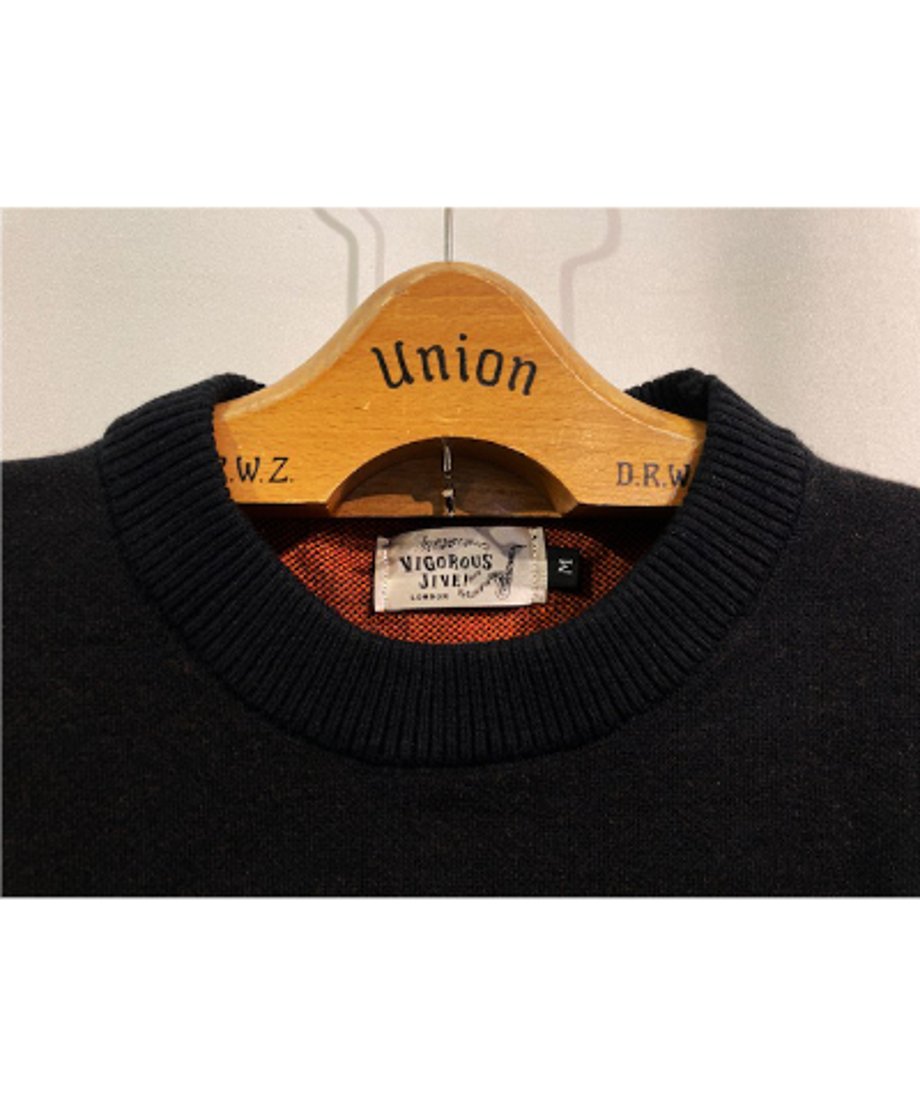 Union
R.W.Z.
D.R.W
VIGOROUS
JIVE!
LONDON
M